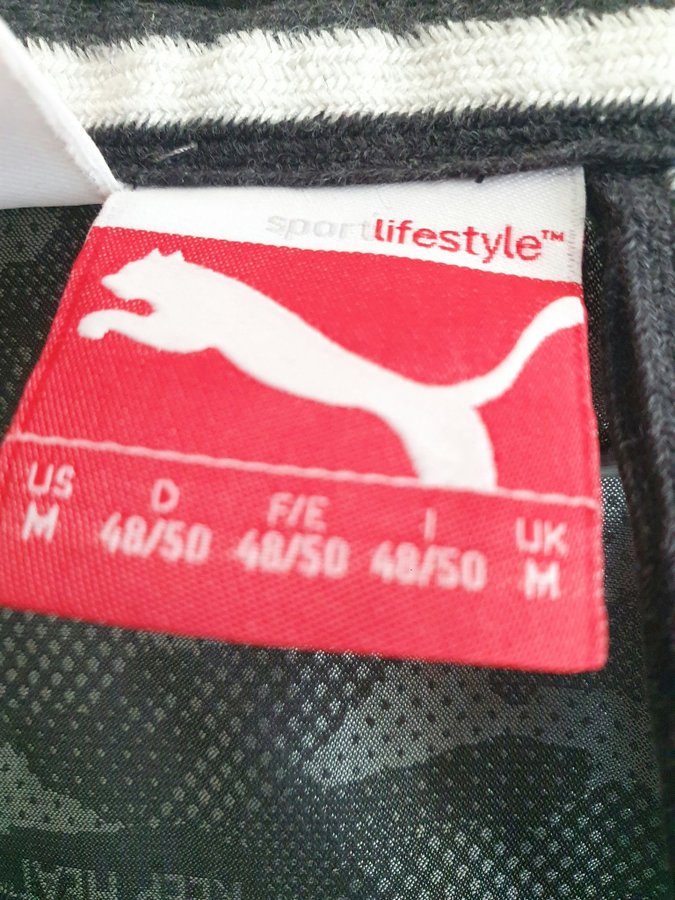 sportlifestyle™
US D F/E I UK
M 48/50 48/50 48/50 M